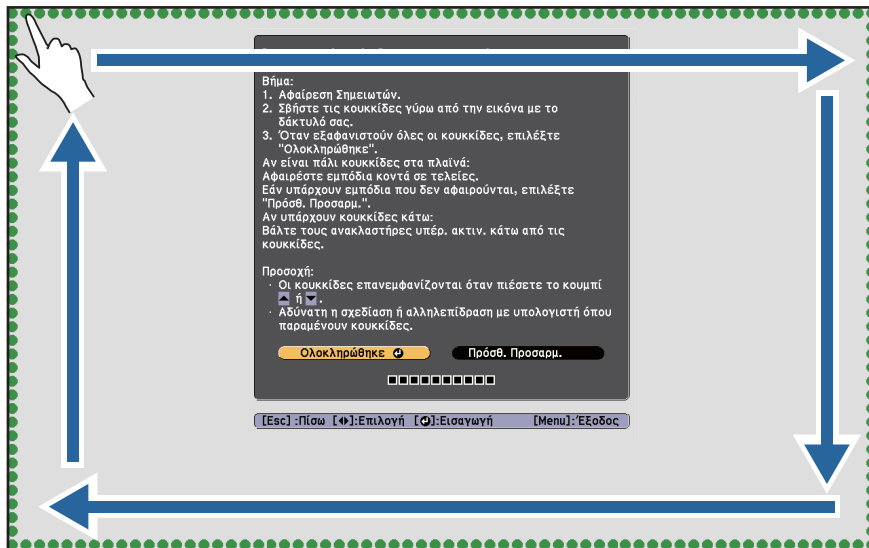 Βήμα:
1. Αφαίρεση Σημειωτών.
2. Σβήστε τις κουκκίδες γύρω από την εικόνα με το
δάκτυλό σας.
3. Όταν εξαφανιστούν όλες οι κουκκίδες, επιλέξτε
"Ολοκληρώθηκε".
Αν είναι πάλι κουκκίδες στα πλαϊνά:
Αφαιρέστε εμπόδια κοντά σε τελείες.
Εάν υπάρχουν εμπόδια που δεν αφαιρούνται, επιλέξτε
"Πρόσθ. Προσαρμ.".
Αν υπάρχουν κουκκίδες κάτω:
Βάλτε τους ανακλαστήρες υπέρ. ακτιν. κάτω από τις
κουκκίδες.
Προσοχή:
· Οι κουκκίδες επανεμφανίζονται όταν πιέσετε το κουμπί
ή .
· Αδύνατη η σχεδίαση ή αλληλεπίδραση με υπολογιστή όπου
παραμένουν κουκκίδες.
Ολοκληρώθηκε Πρόσθ. Προσαρμ.
[Esc] :Πίσω [◀▶]:Επιλογή [⏎]:Εισαγωγή [Menu]:Έξοδος